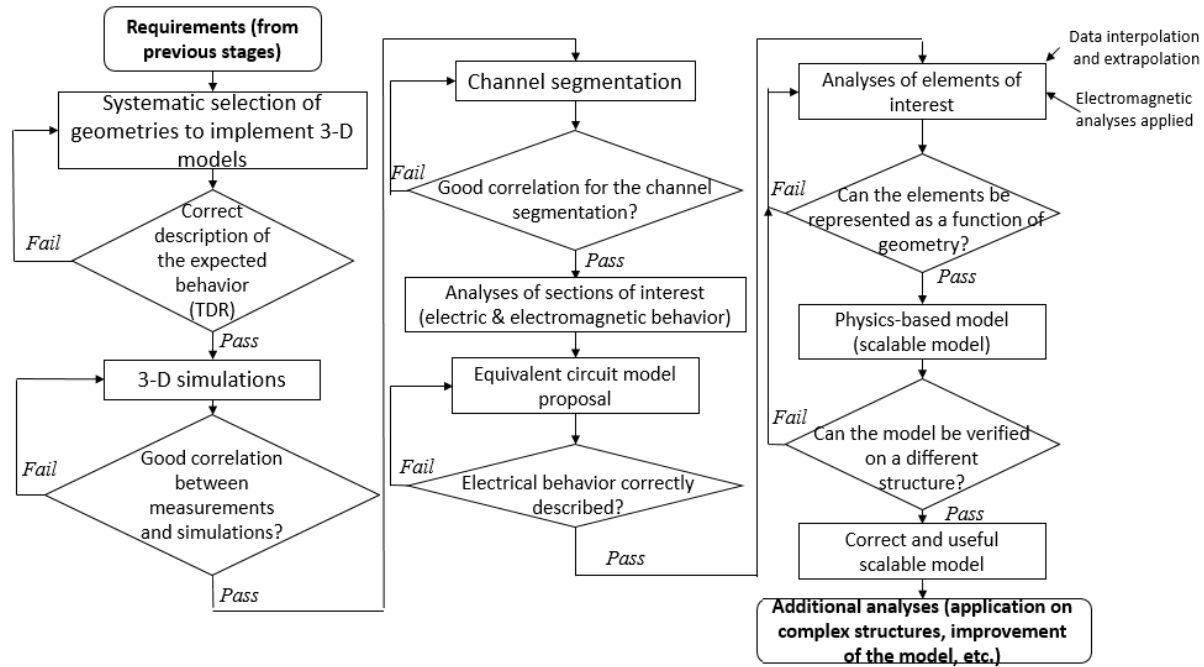 Requirements (from
previous stages)
Systematic selection of
geometries to implement 3-D
models
Fail
Correct
description of
the expected
behavior
(TDR)
Pass
3-D simulations
Fail
Good correlation
between
measurements
and simulations?
Pass
Channel segmentation
Fail
Good correlation for the channel
segmentation?
Pass
Analyses of sections of interest
(electric & electromagnetic behavior)
Equivalent circuit model
proposal
Fail
Electrical behavior correctly
described?
Pass
Data interpolation
and extrapolation
Analyses of elements of
interest
Electromagnetic
analyses applied
Fail
Can the elements be
represented as a function of
geometry?
Pass
Physics-based model
(scalable model)
Fail
Can the model be verified
on a different
structure?
Pass
Correct and useful
scalable model
Additional analyses (application on
complex structures, improvement
of the model, etc.)